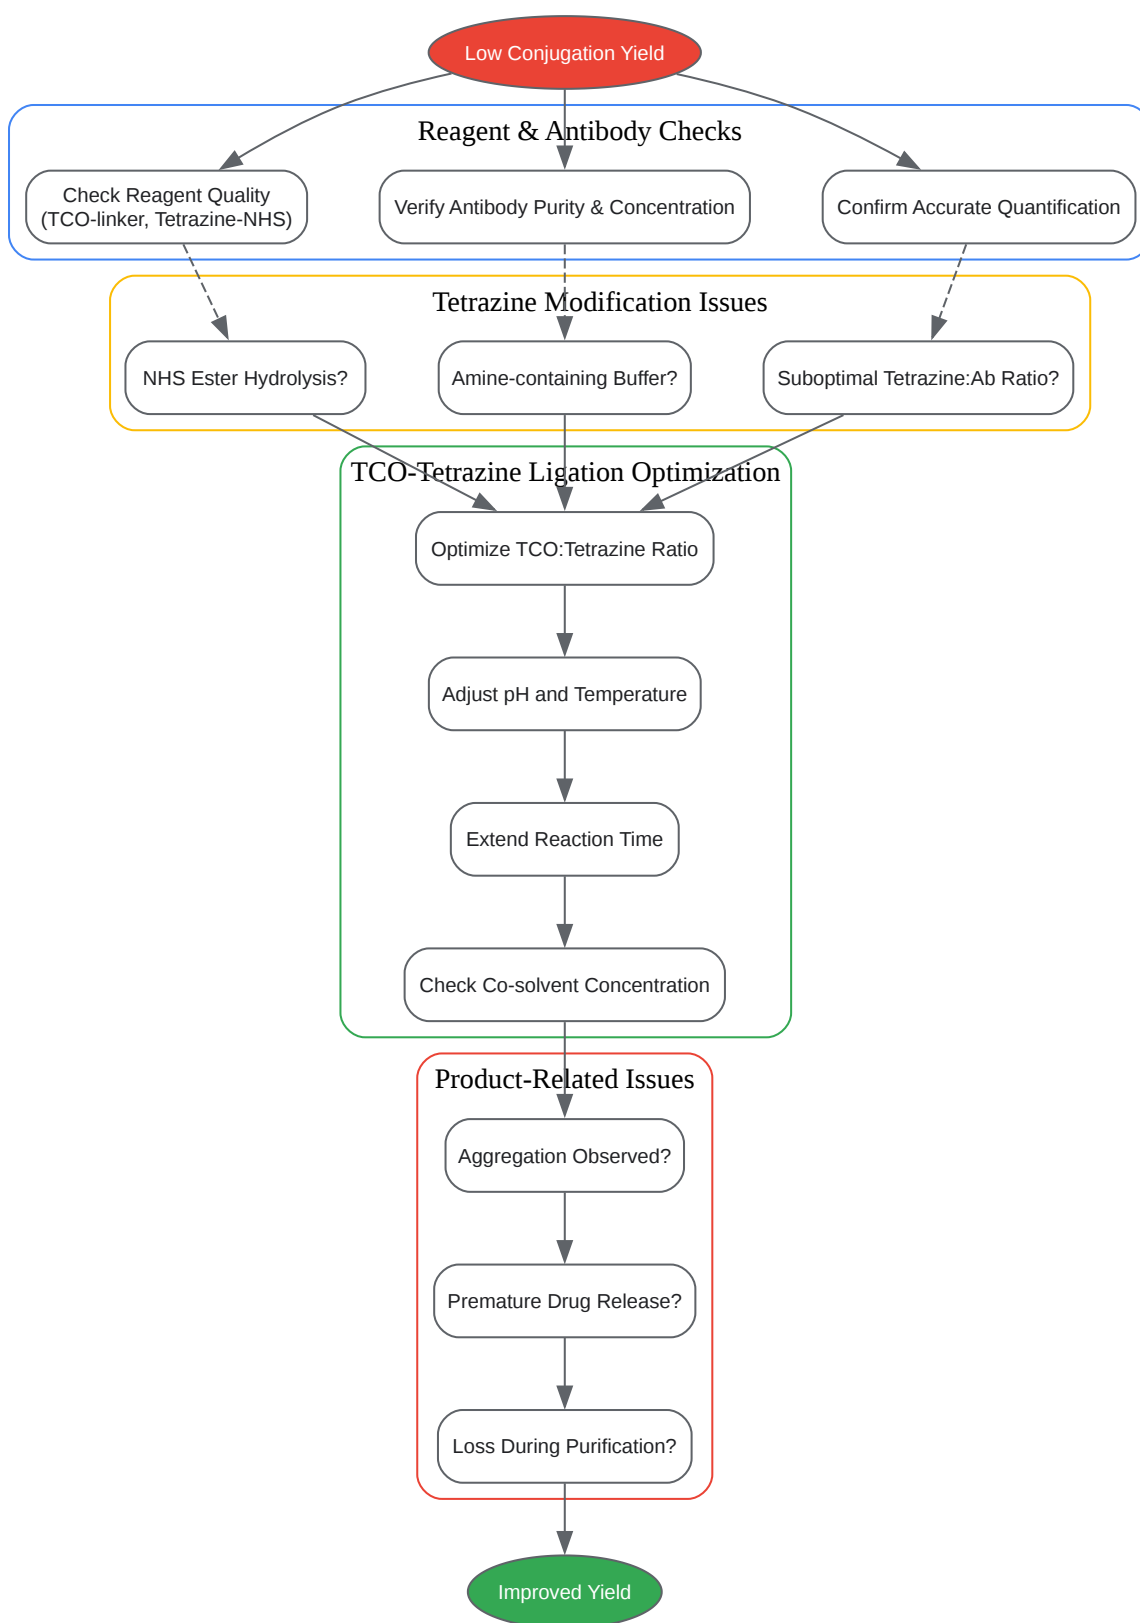 Low Conjugation Yield
Reagent & Antibody Checks
Check Reagent Quality
(TCO-linker, Tetrazine-NHS)
Verify Antibody Purity & Concentration
Confirm Accurate Quantification
Tetrazine Modification Issues
NHS Ester Hydrolysis?
Amine-containing Buffer?
Suboptimal Tetrazine:Ab Ratio?
TCO-Tetrazine Ligation Optimization
Optimize TCO:Tetrazine Ratio
Adjust pH and Temperature
Extend Reaction Time
Check Co-solvent Concentration
Product-Related Issues
Aggregation Observed?
Premature Drug Release?
Loss During Purification?
Improved Yield